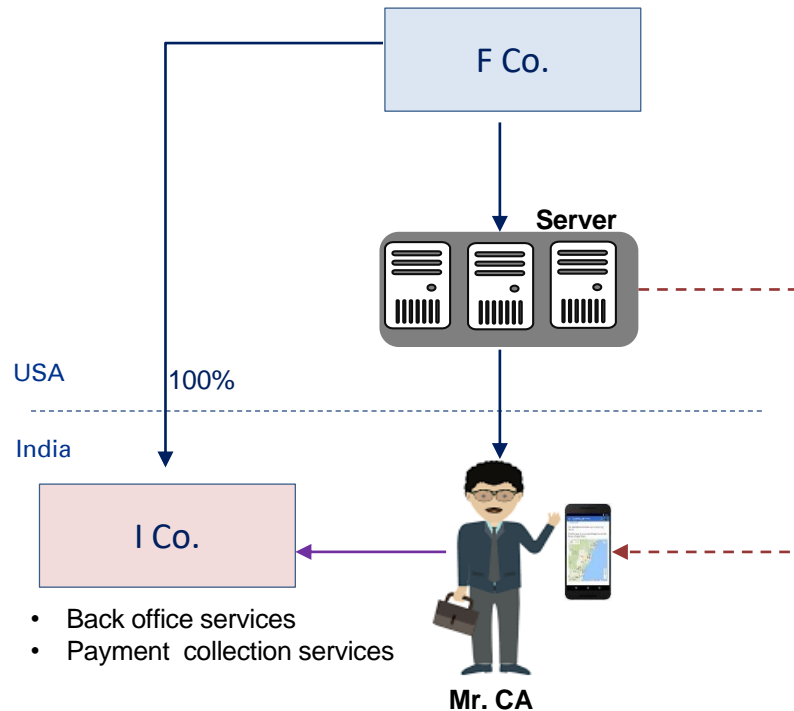 F Co.
Server
USA
100%
India
I Co.
• Back office services
• Payment collection services
Mr. CA